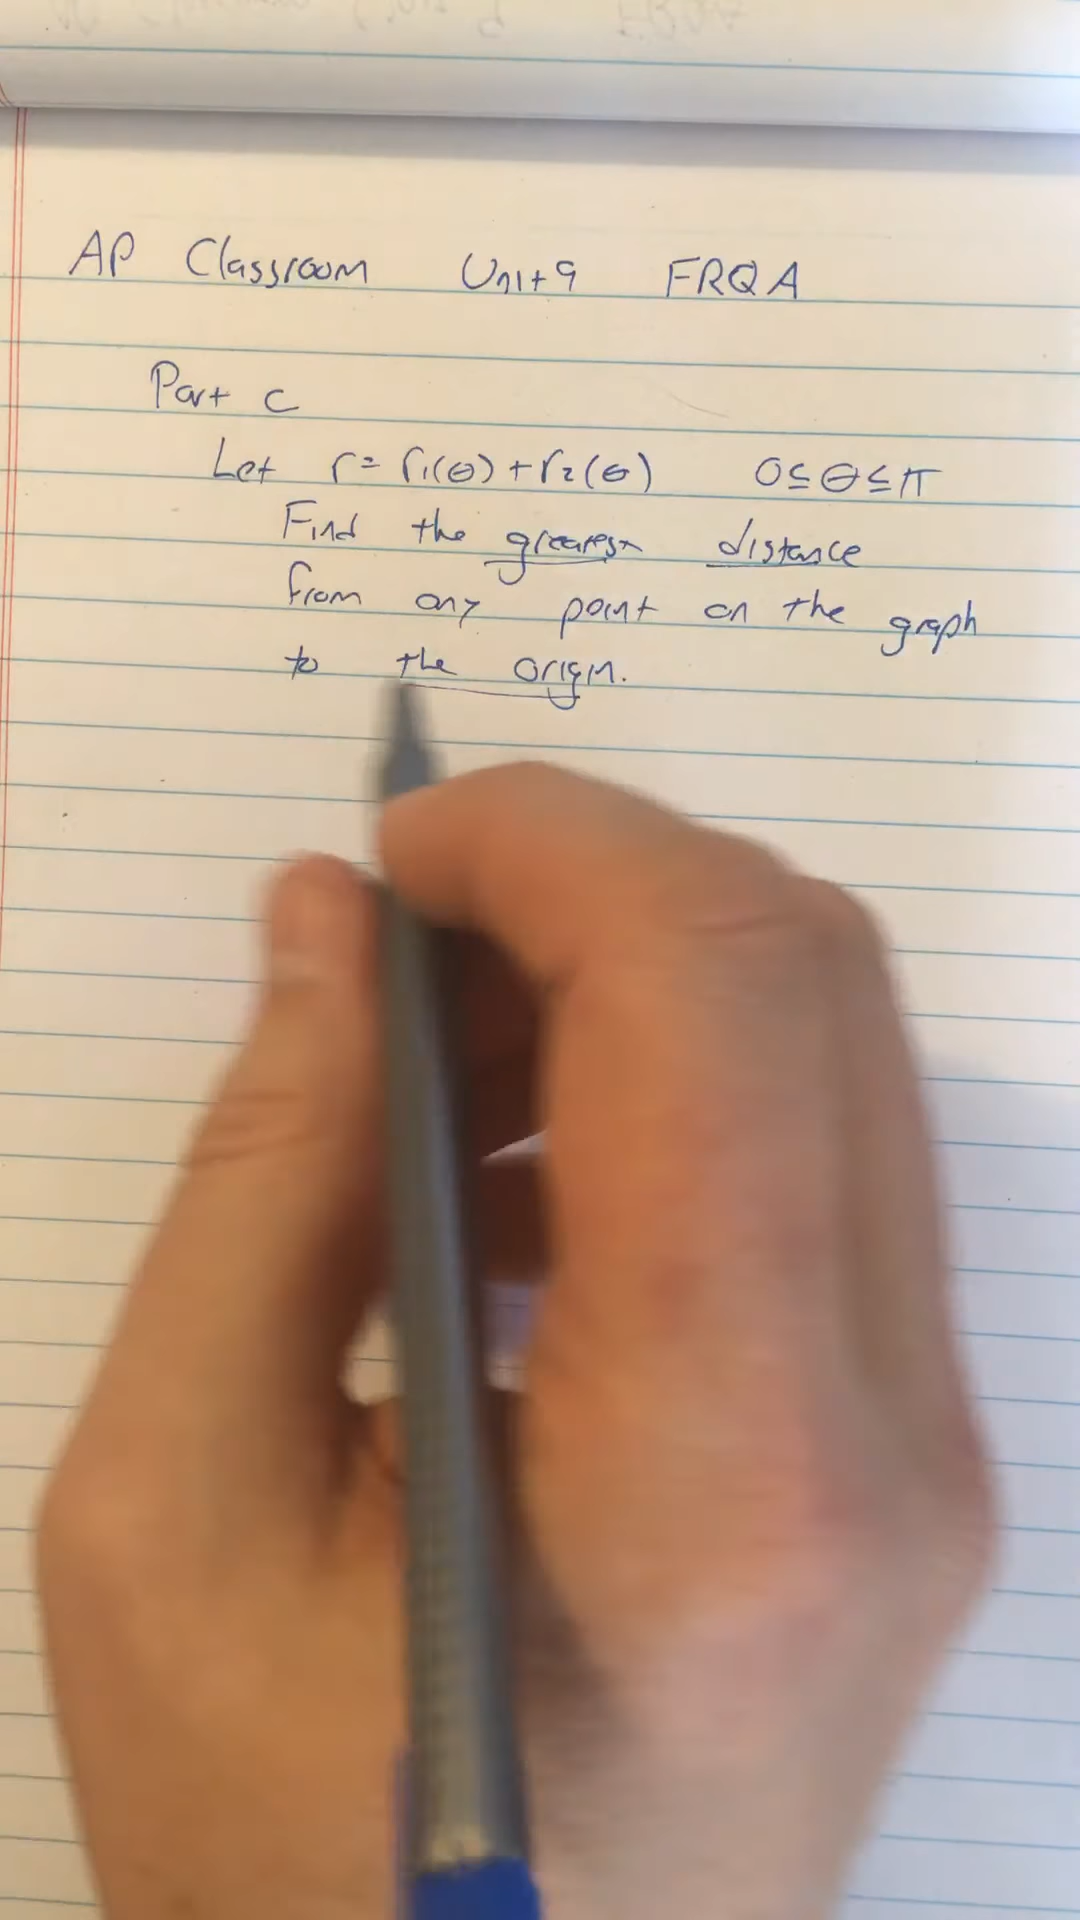 AP Classroom Unit 9 FRQ A
Part C
Let r = r₁(θ) + r₂(θ) 0 ≤ θ ≤ π
Find the greatest distance
from any point on the graph
to the origin.